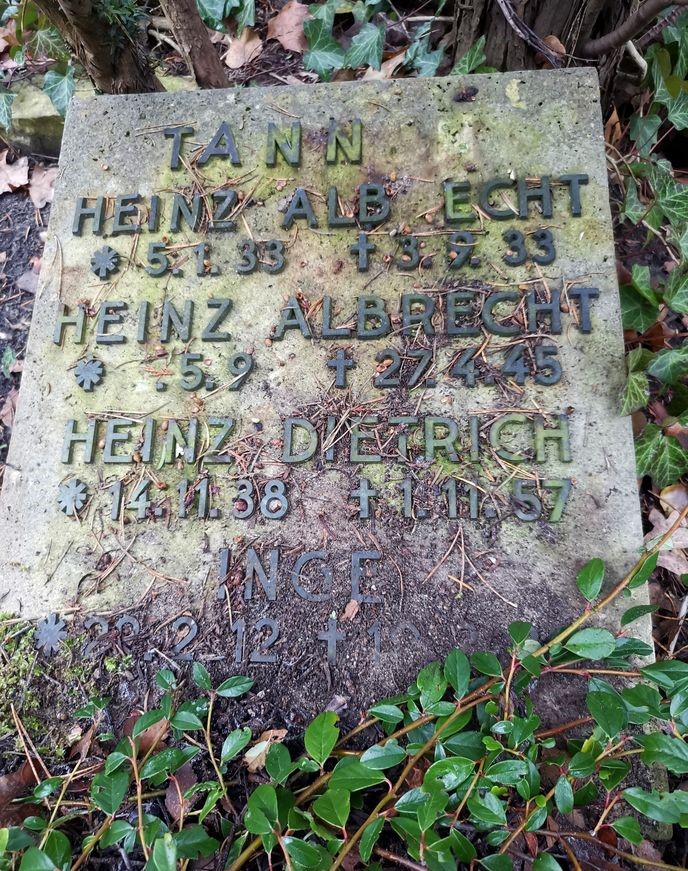 TANN
HEINZ ALB ECHT
* 5.1.33 † 3.9.33
HEINZ ALBRECHT
* .5.9 † 27.4.45
HEINZ DIETRICH
* 14.11.38 † 1.11.57
INGE
* 2.12 †